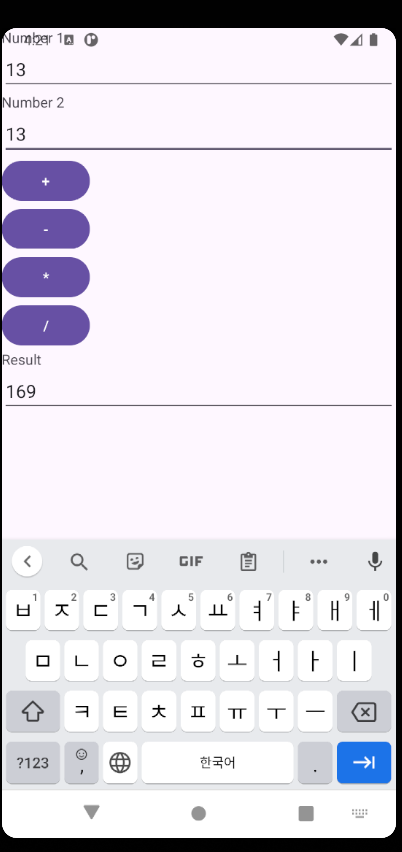 Number 1
4:21
13
Number 2
13
+
-
*
/
Result
169
GIF
ㅂ1 ㅈ2 ㄷ3 ㄱ4 ㅅ5 ㅛ6 ㅕ7 ㅑ8 ㅐ9 ㅔ0
ㅁ ㄴ ㅇ ㄹ ㅎ ㅗ ㅓ ㅏ ㅣ
ㅋ ㅌ ㅊ ㅍ ㅠ ㅜ ㅡ
?123 , 한국어 .